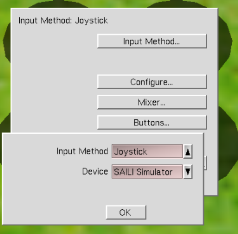 Input Method: Joystick
Input Method...
Configure...
Mixer...
Buttons...
Input Method Joystick
Device SAILI Simulator
OK